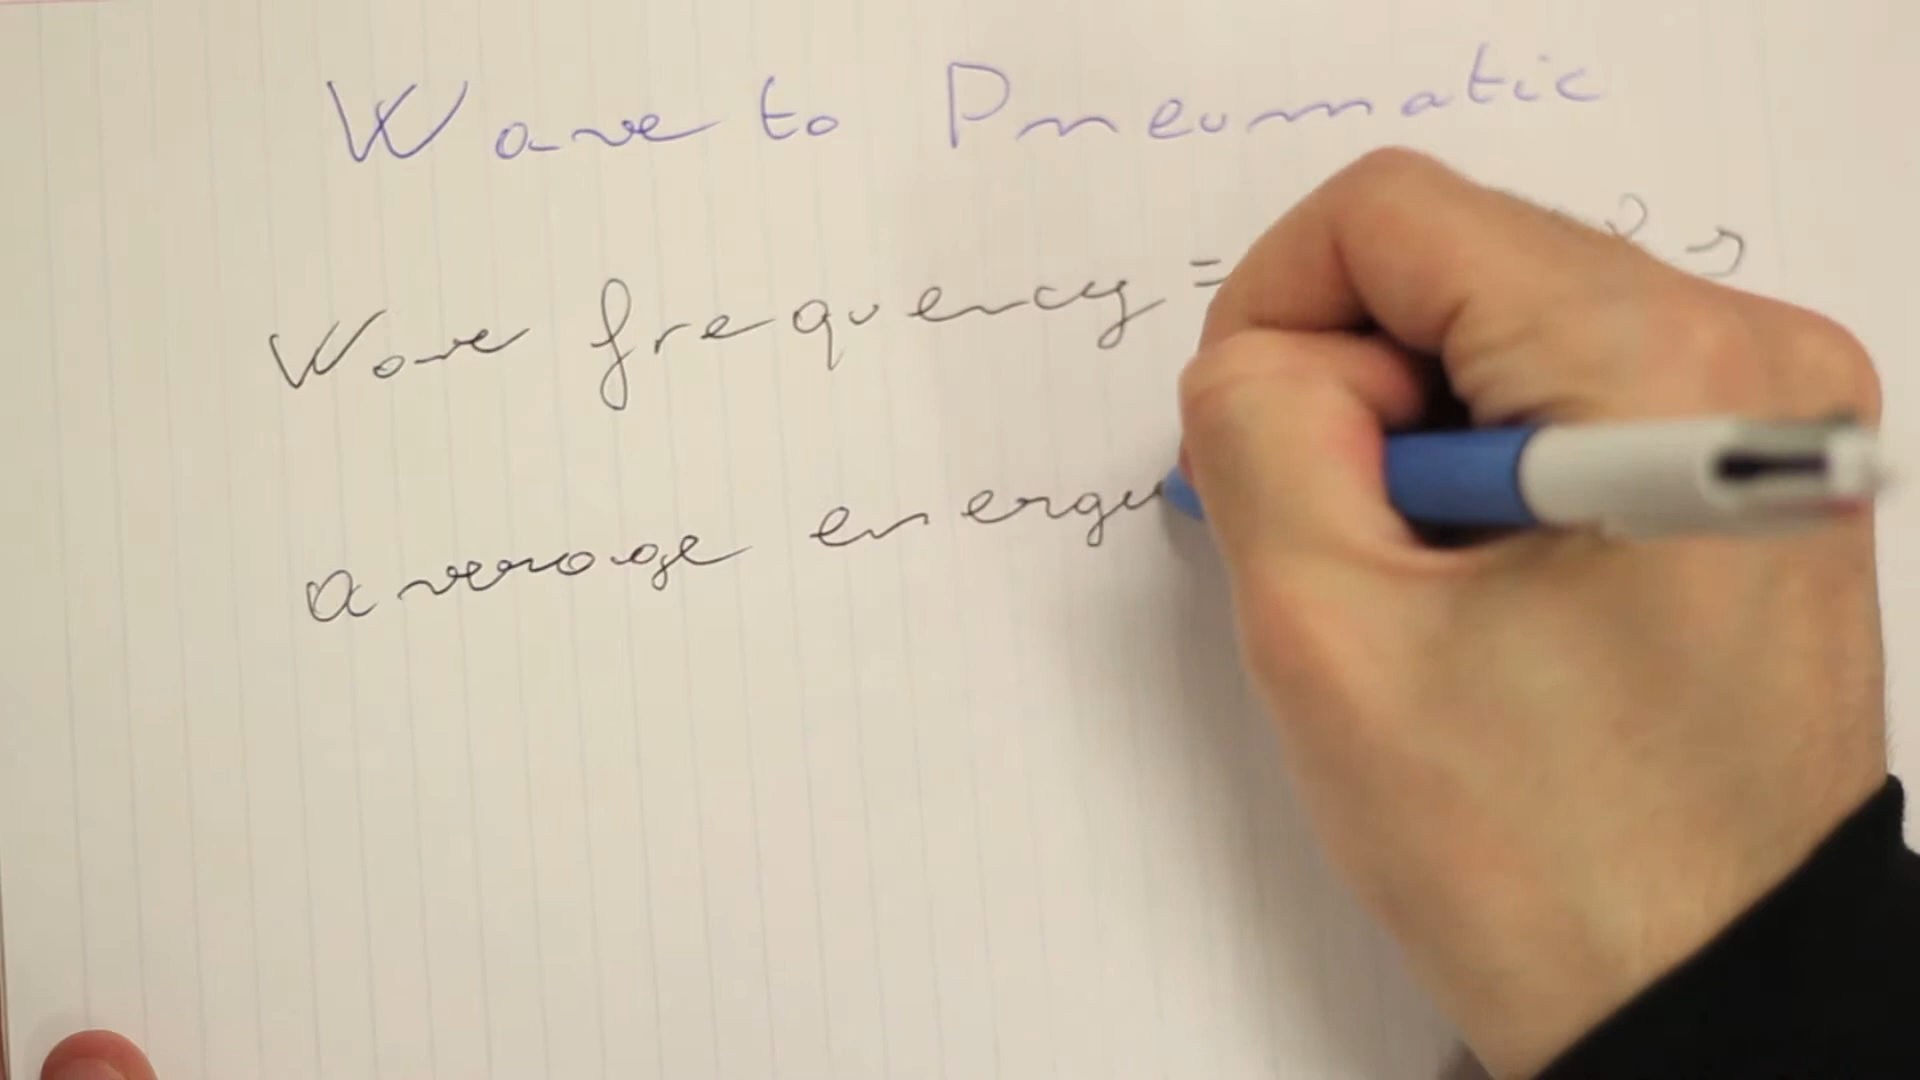 Wave to Pneumatic
Wave frequency =
average energy